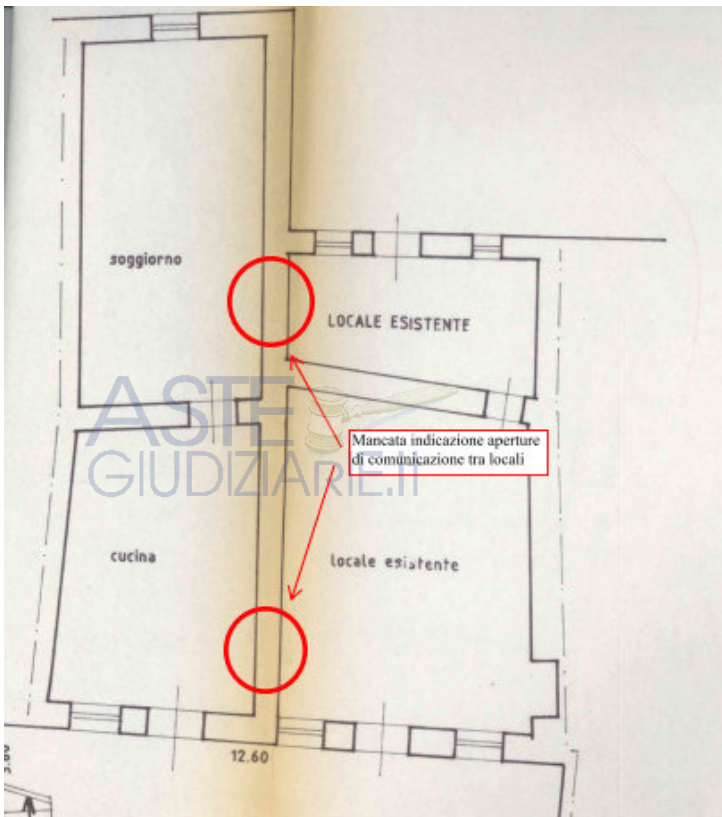 soggiorno
LOCALE ESISTENTE
ASTE
GIUDIZIARIE.it
Mancata indicazione aperture
di comunicazione tra locali
cucina
locale esistente
12.60